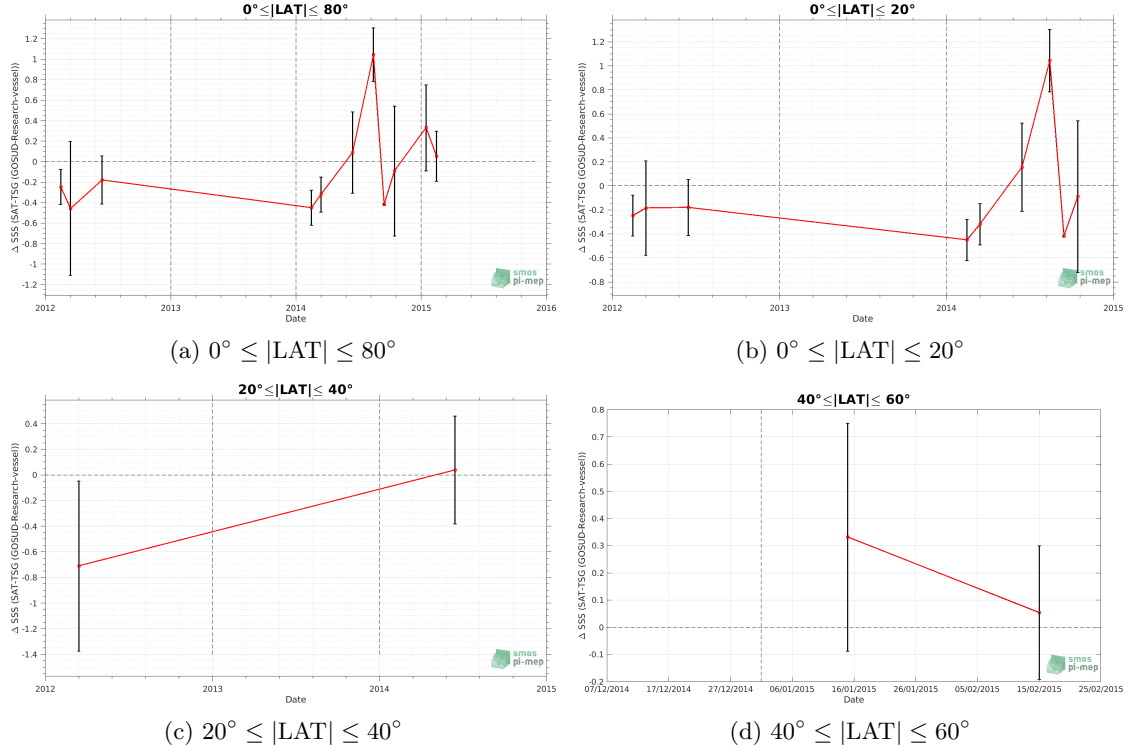 0°≤|LAT|≤ 80°
Δ SSS (SAT-TSG (GOSUD-Research-vessel))
1.2
1
0.8
0.6
0.4
0.2
0
-0.2
-0.4
-0.6
-0.8
-1
-1.2
smos
pi-mep
2012 2013 2014 2015 2016
Date
(a) 0° ≤ |LAT| ≤ 80°
0°≤|LAT|≤ 20°
Δ SSS (SAT-TSG (GOSUD-Research-vessel))
1.2
1
0.8
0.6
0.4
0.2
0
-0.2
-0.4
-0.6
-0.8
smos
pi-mep
2012 2013 2014 2015
Date
(b) 0° ≤ |LAT| ≤ 20°
20°≤|LAT|≤ 40°
Δ SSS (SAT-TSG (GOSUD-Research-vessel))
0.4
0.2
0
-0.2
-0.4
-0.6
-0.8
-1
-1.2
-1.4
smos
pi-mep
2012 2013 2014 2015
Date
(c) 20° ≤ |LAT| ≤ 40°
40°≤|LAT|≤ 60°
Δ SSS (SAT-TSG (GOSUD-Research-vessel))
0.8
0.7
0.6
0.5
0.4
0.3
0.2
0.1
0
-0.1
-0.2
smos
pi-mep
07/12/2014 17/12/2014 27/12/2014 06/01/2015 16/01/2015 26/01/2015 05/02/2015 15/02/2015 25/02/2015
Date
(d) 40° ≤ |LAT| ≤ 60°